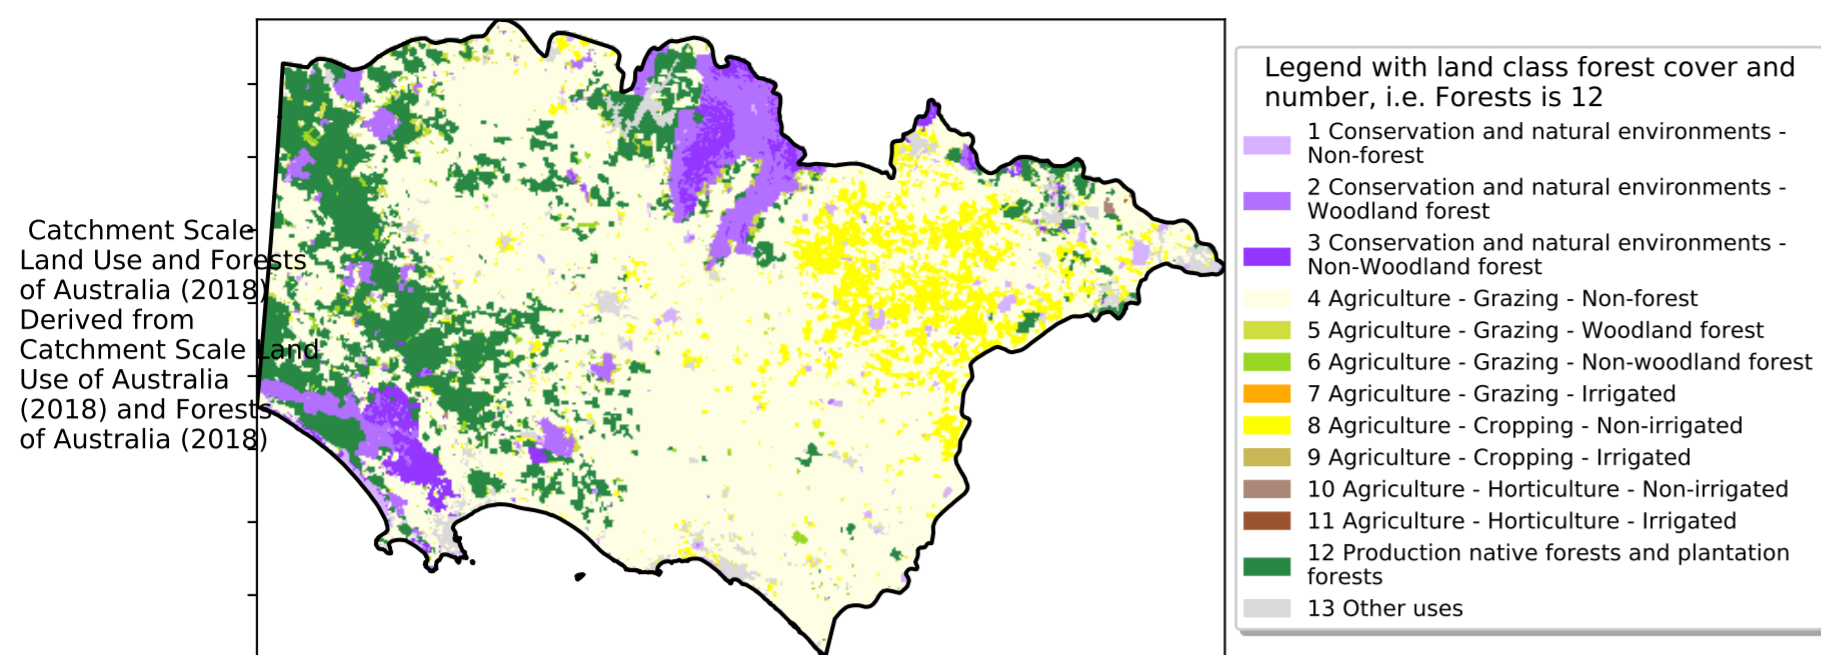 Catchment Scale
Land Use and Forests
of Australia (2018)
Derived from
Catchment Scale Land
Use of Australia
(2018) and Forests
of Australia (2018)
Legend with land class forest cover and
number, i.e. Forests is 12
1 Conservation and natural environments -
Non-forest
2 Conservation and natural environments -
Woodland forest
3 Conservation and natural environments -
Non-Woodland forest
4 Agriculture - Grazing - Non-forest
5 Agriculture - Grazing - Woodland forest
6 Agriculture - Grazing - Non-woodland forest
7 Agriculture - Grazing - Irrigated
8 Agriculture - Cropping - Non-irrigated
9 Agriculture - Cropping - Irrigated
10 Agriculture - Horticulture - Non-irrigated
11 Agriculture - Horticulture - Irrigated
12 Production native forests and plantation
forests
13 Other uses